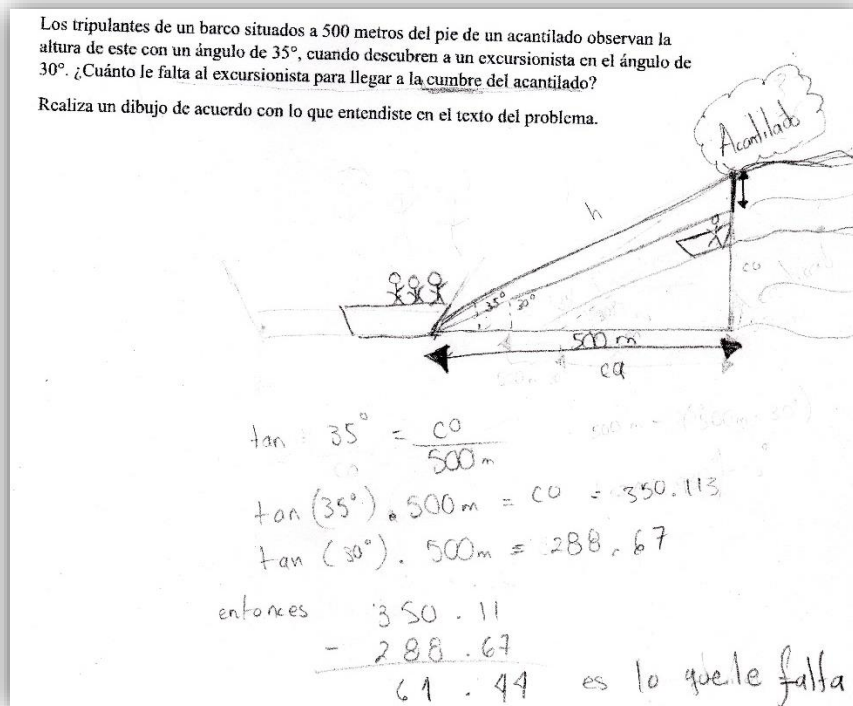 Los tripulantes de un barco situados a 500 metros del pie de un acantilado observan la
altura de este con un ángulo de 35°, cuando descubren a un excursionista en el ángulo de
30°. ¿Cuánto le falta al excursionista para llegar a la cumbre del acantilado?
Realiza un dibujo de acuerdo con lo que entendiste en el texto del problema.
Acantilado
h
co
35° 30°
500 m
ca
tan 35° = co
500 m
tan (35°) . 500m = co = 350.113
tan (30°) . 500m = 288.67
entonces 350.11
- 288.67
61.44 es lo que le falta